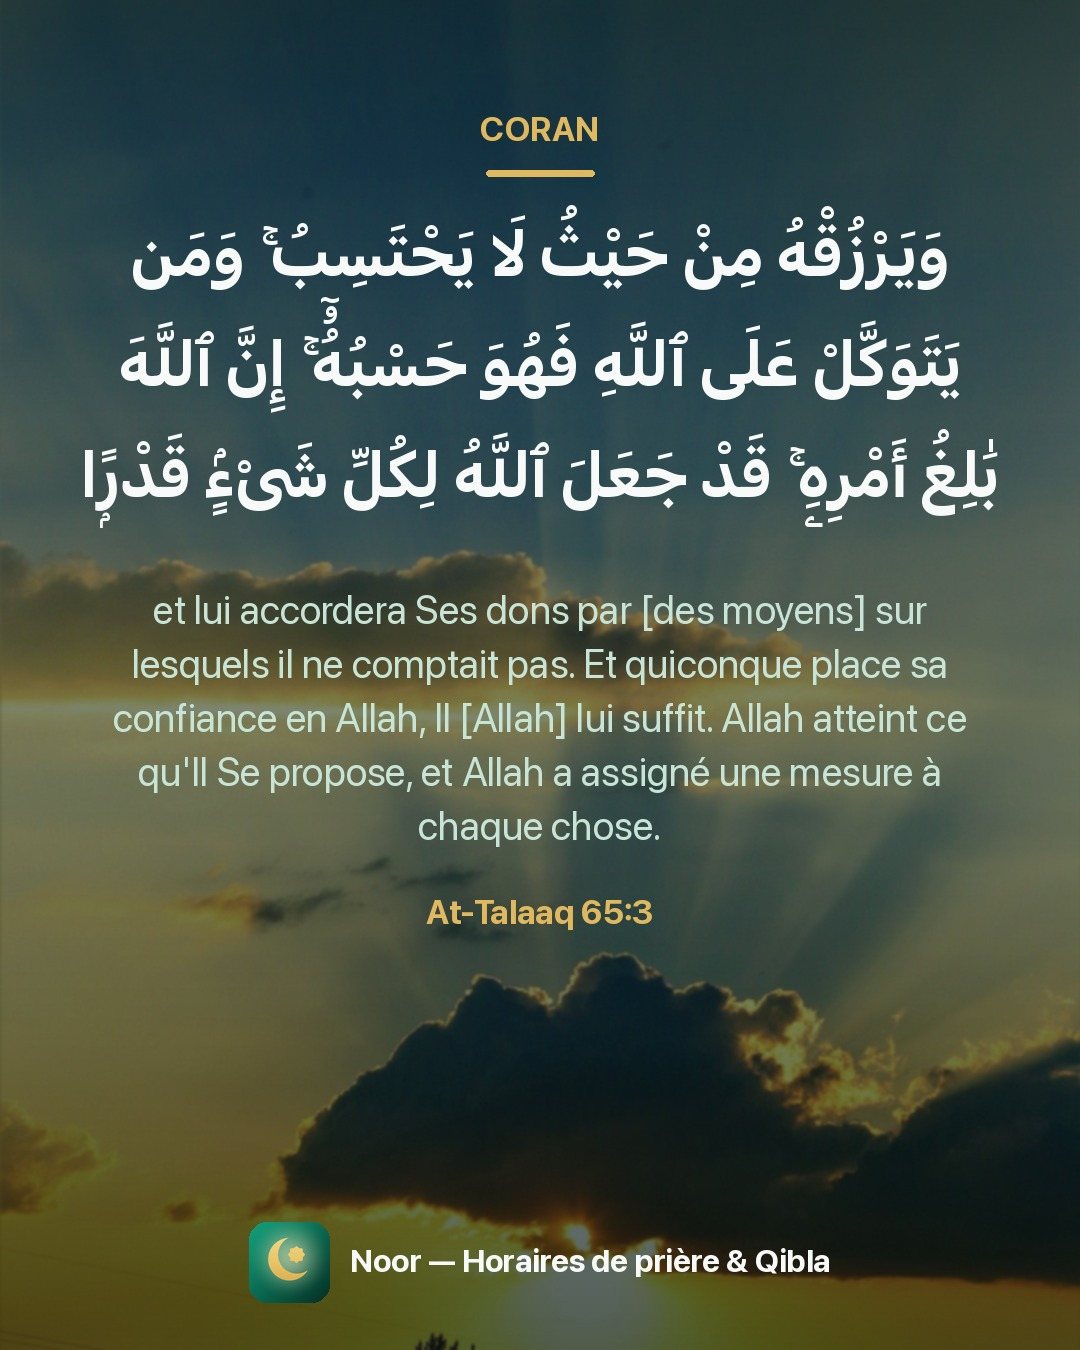 CORAN
وَيَرْزُقْهُ مِنْ حَيْثُ لَا يَحْتَسِبُ ۚ وَمَن
يَتَوَكَّلْ عَلَى ٱللَّهِ فَهُوَ حَسْبُهُۥٓ ۚ إِنَّ ٱللَّهَ
بَٰلِغُ أَمْرِهِۦ ۚ قَدْ جَعَلَ ٱللَّهُ لِكُلِّ شَىْءٍۢ قَدْرًۭا
et lui accordera Ses dons par [des moyens] sur
lesquels il ne comptait pas. Et quiconque place sa
confiance en Allah, Il [Allah] lui suffit. Allah atteint ce
qu'Il Se propose, et Allah a assigné une mesure à
chaque chose.
At-Talaaq 65:3
Noor — Horaires de prière & Qibla